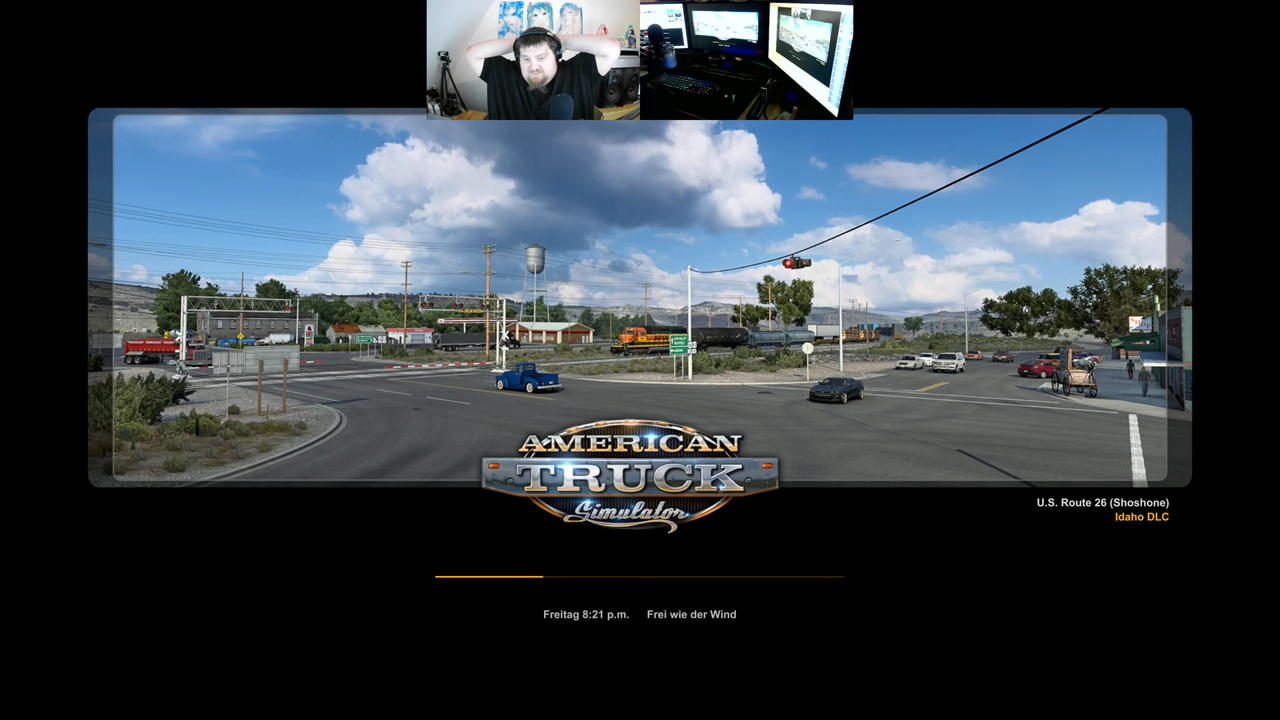 AMERICAN
TRUCK
Simulator
U.S. Route 26 (Shoshone)
Idaho DLC
Freitag 8:21 p.m. Frei wie der Wind